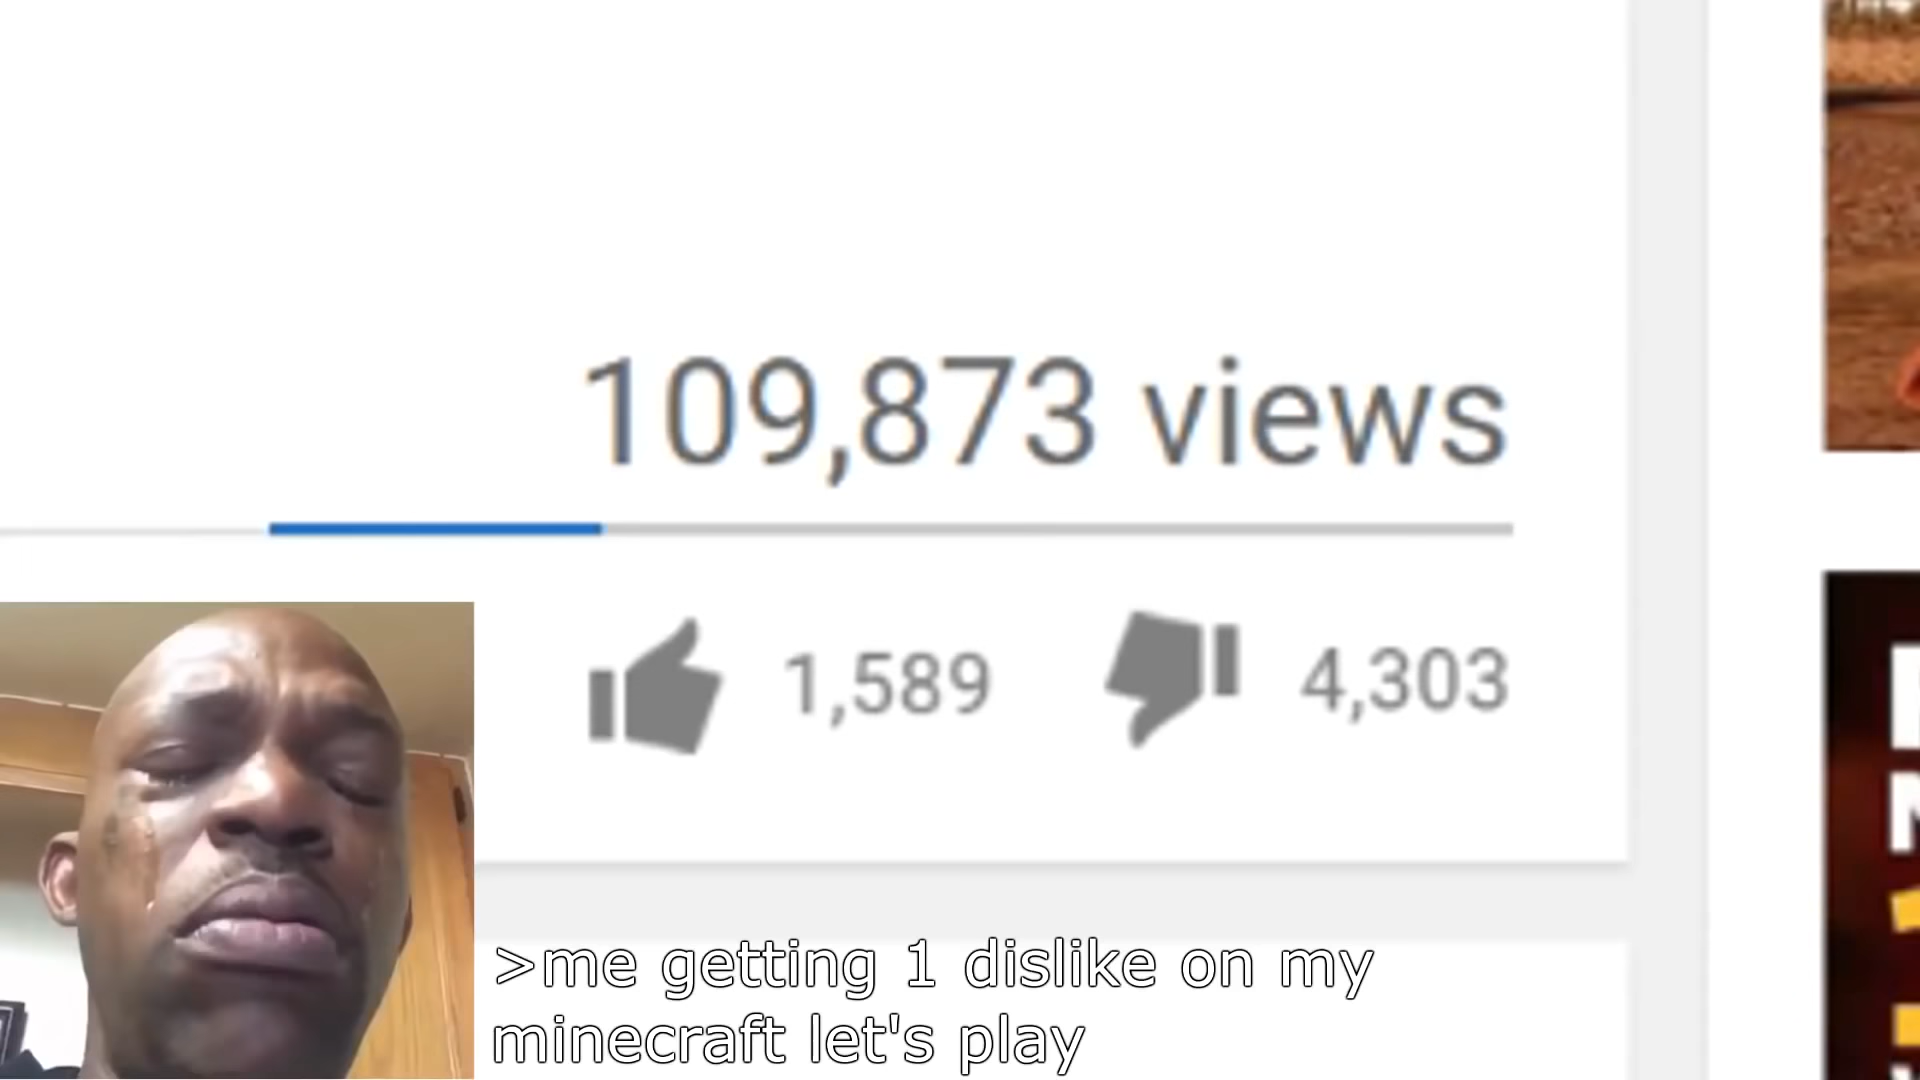 109,873 views
1,589 4,303
>me getting 1 dislike on my
minecraft let's play